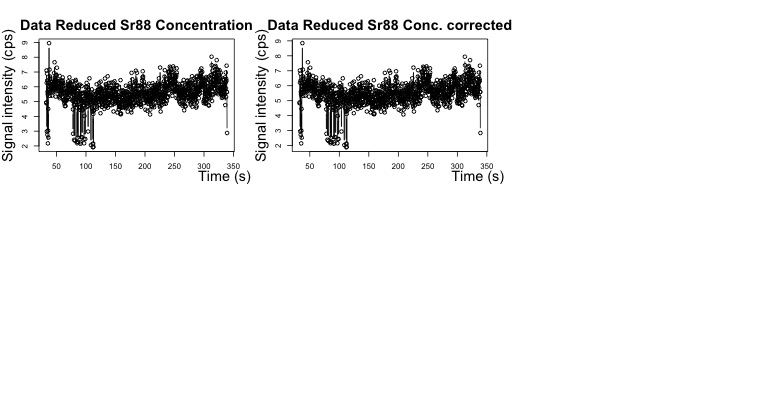 Data Reduced Sr88 Concentration
Signal intensity (cps)
9
8
7
6
5
4
3
2
50 100 150 200 250 300 350
Time (s)
Data Reduced Sr88 Conc. corrected
Signal intensity (cps)
9
8
7
6
5
4
3
2
50 100 150 200 250 300 350
Time (s)